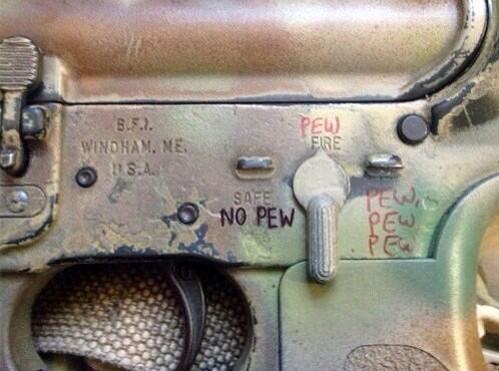 B.F.I.
WINDHAM, ME.
U.S.A.
PEW
FIRE
SAFE
NO PEW
PEW,
PEW
PEW